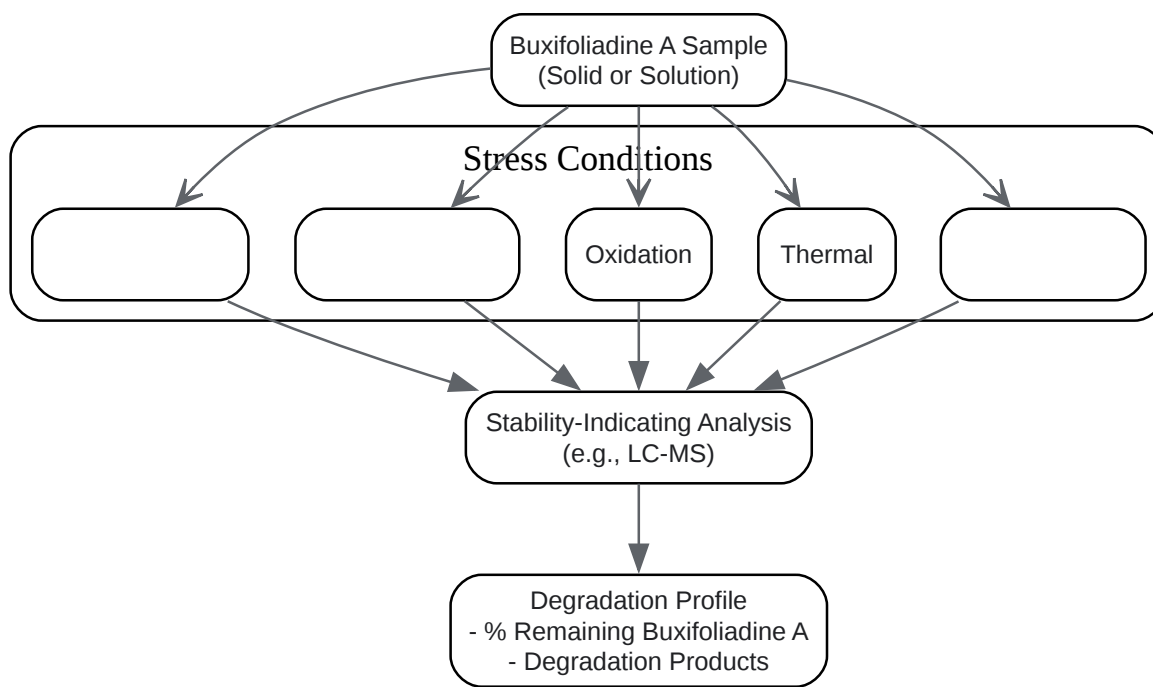 Buxifoliadine A Sample
(Solid or Solution)
Stress Conditions
Oxidation
Thermal
Stability-Indicating Analysis
(e.g., LC-MS)
Degradation Profile
- % Remaining Buxifoliadine A
- Degradation Products